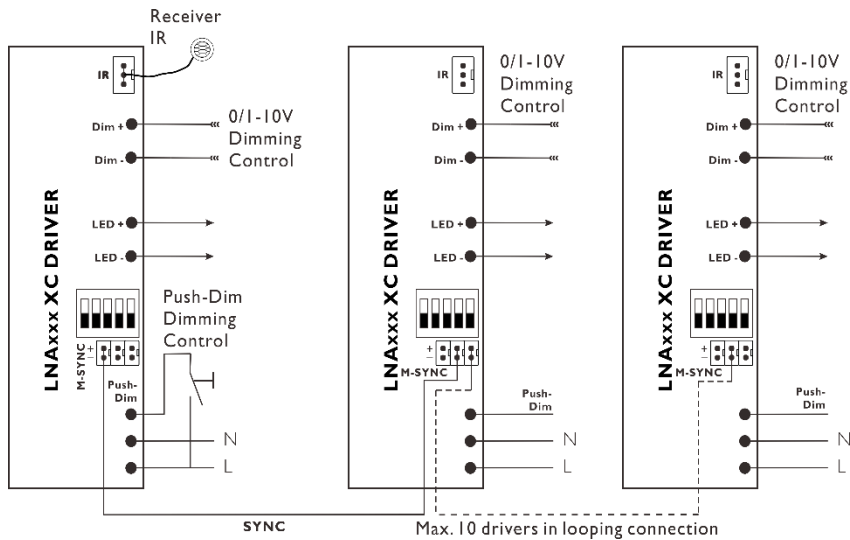 Receiver
IR
IR
Dim +
Dim -
0/1-10V
Dimming
Control
LED +
LED -
LNAxxx XC DRIVER
Push-Dim
Dimming
Control
+
−
M-SYNC
Push-
Dim
N
L
IR
0/1-10V
Dimming
Control
Dim +
Dim -
LED +
LED -
LNAxxx XC DRIVER
+
−
M-SYNC
Push-
Dim
N
L
IR
0/1-10V
Dimming
Control
Dim +
Dim -
LED +
LED -
LNAxxx XC DRIVER
+
−
M-SYNC
Push-
Dim
N
L
SYNC
Max. 10 drivers in looping connection